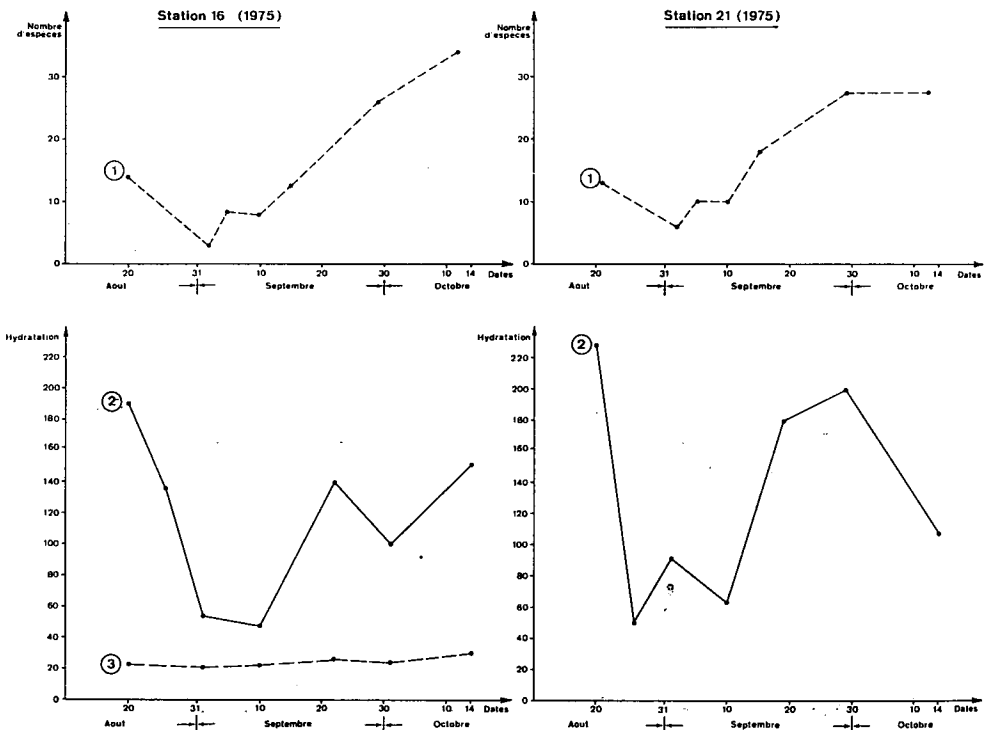 Station 16 (1975)
Nombre
d'especes
30
20
10
0
1
20
31
10
20
30
10
14
Dates
Aout
Septembre
Octobre
Station 21 (1975)
Nombre
d'especes
30
20
10
0
1
20
31
10
20
30
10
14
Dates
Aout
Septembre
Octobre
Hydratation
220
200
180
160
140
120
100
80
60
40
20
0
2
3
20
31
10
20
30
10
14
Dates
Aout
Septembre
Octobre
Hydratation
220
200
180
160
140
120
100
80
60
40
20
0
2
20
31
10
20
30
10
14
Dates
Aout
Septembre
Octobre